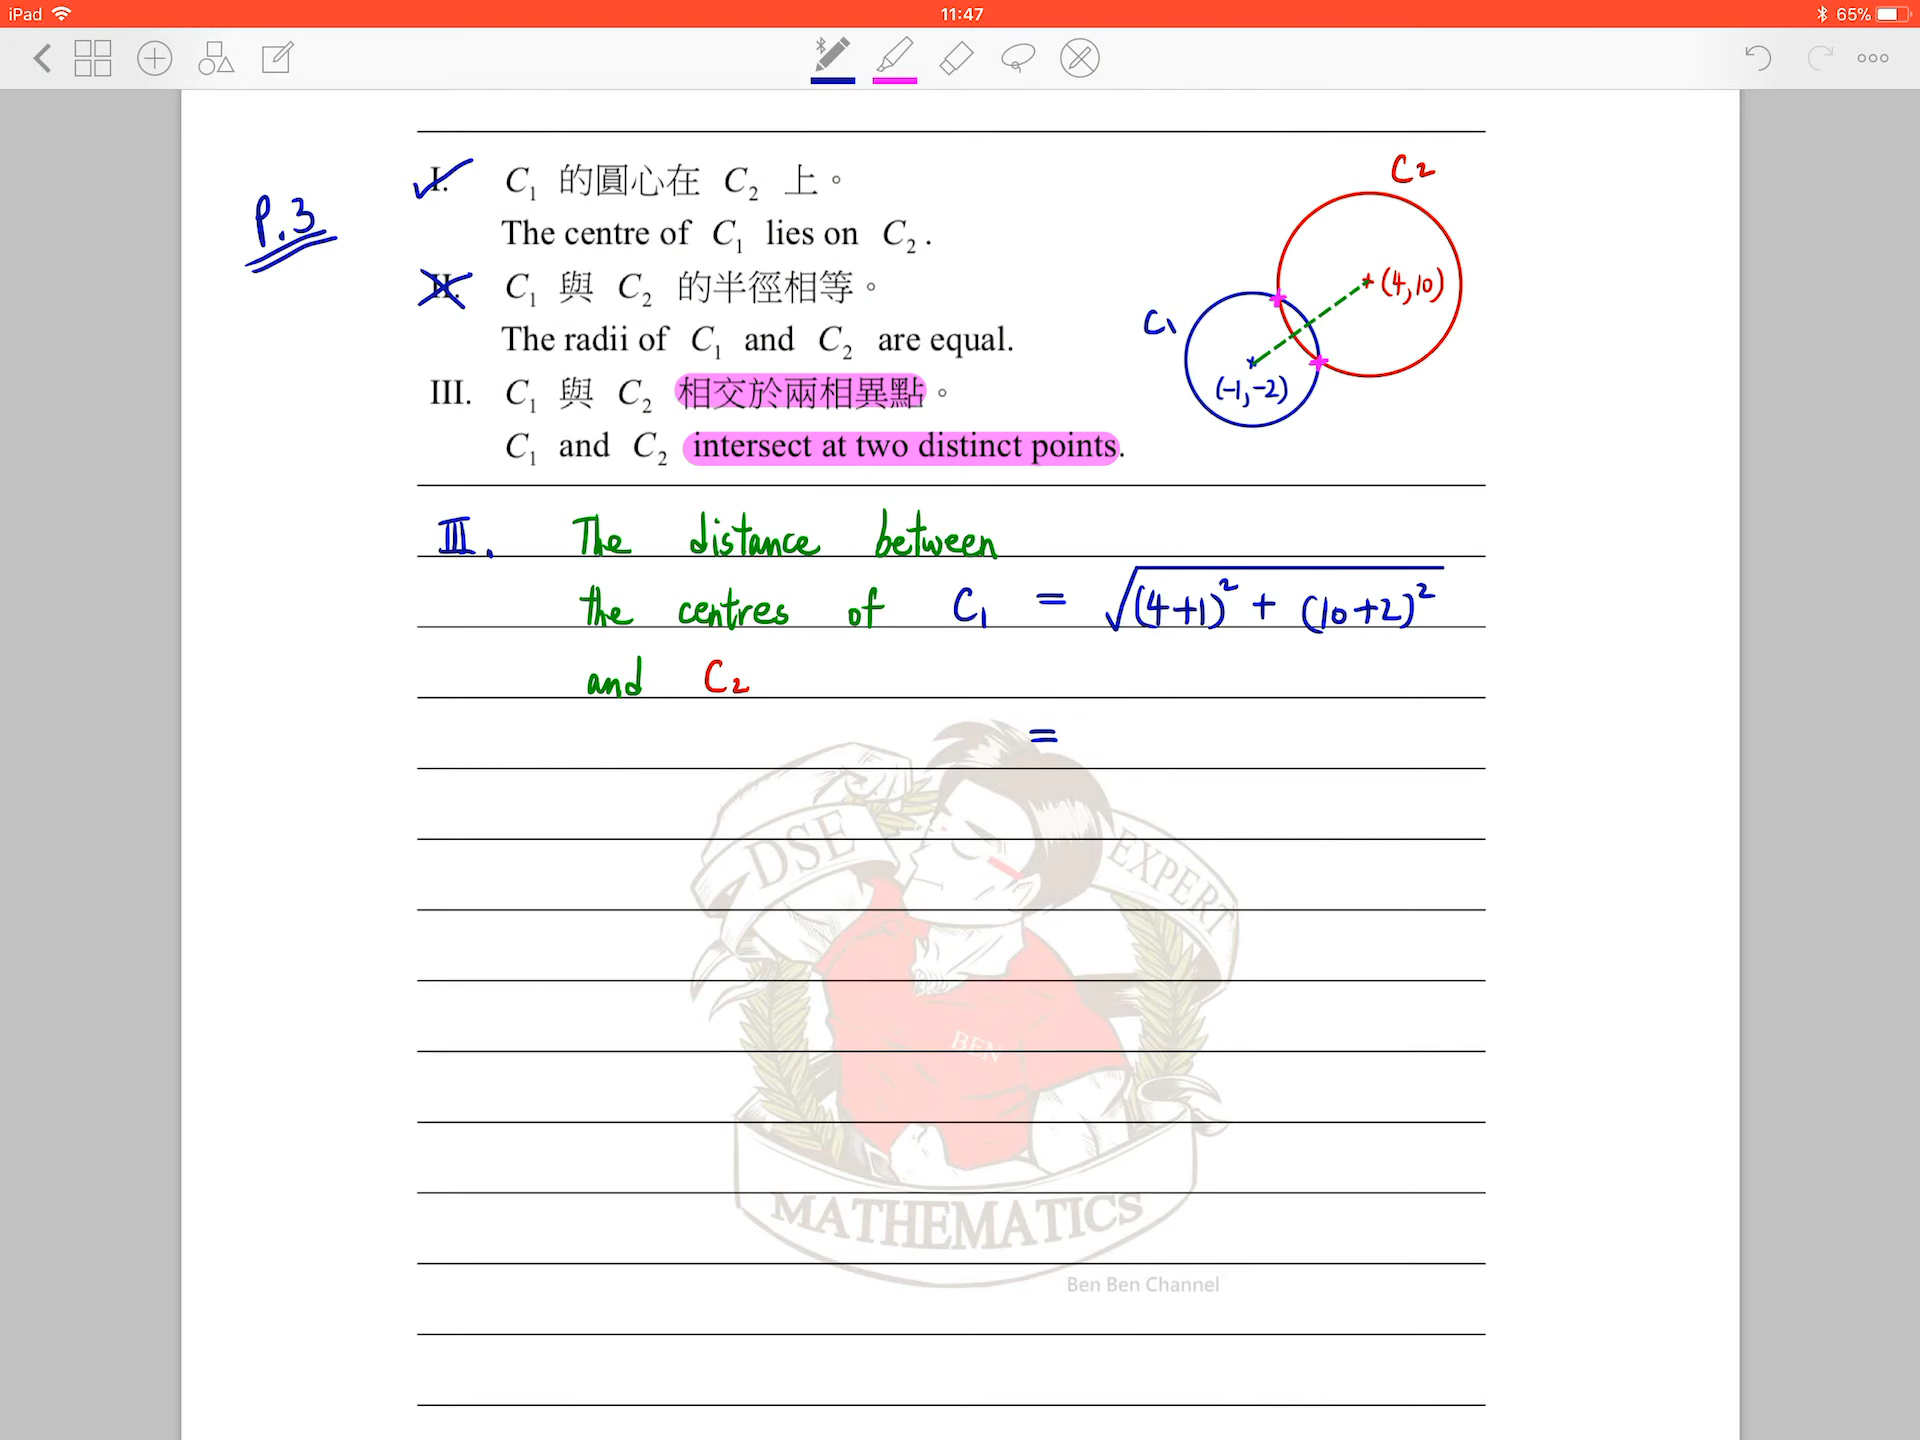 iPad 11:47 65%
P.3
I. C₁ 的圓心在 C₂ 上。
The centre of C₁ lies on C₂ .
II. C₁ 與 C₂ 的半徑相等。
The radii of C₁ and C₂ are equal.
III. C₁ 與 C₂ 相交於兩相異點。
C₁ and C₂ intersect at two distinct points.
C₂
(4,10)
C₁
(-1,-2)
III. The distance between
the centres of C₁ = √(4+1)² + (10+2)²
and C₂
=
DSE EXPERT
BEN
MATHEMATICS
Ben Ben Channel